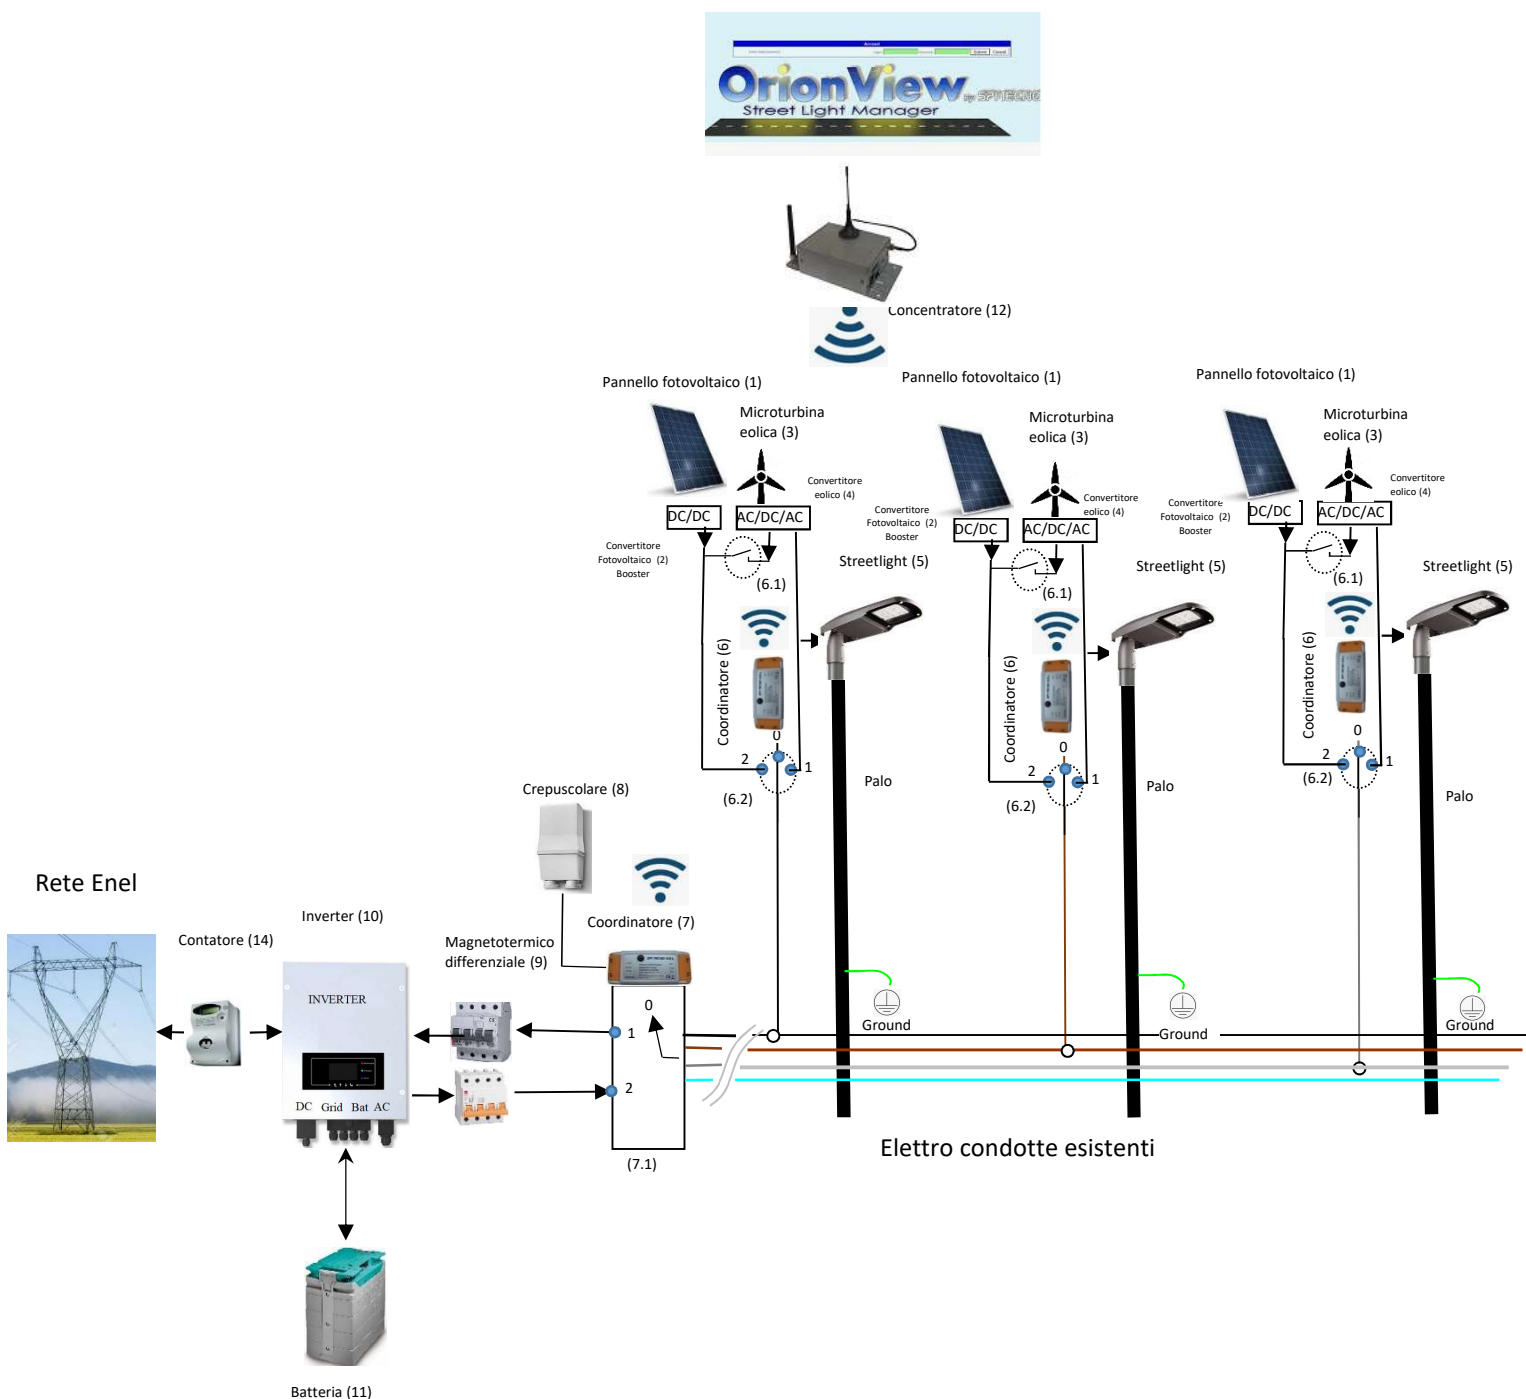 Accedi
Submit Cancel
OrionView
by SPITECNO
Street Light Manager
Concentratore (12)
Pannello fotovoltaico (1)
Pannello fotovoltaico (1)
Pannello fotovoltaico (1)
Microturbina
eolica (3)
Microturbina
eolica (3)
Microturbina
eolica (3)
Convertitore
eolico (4)
Convertitore
eolico (4)
Convertitore
eolico (4)
DC/DC
AC/DC/AC
Convertitore
Fotovoltaico (2)
Booster
DC/DC
AC/DC/AC
Convertitore
Fotovoltaico (2)
Booster
DC/DC
AC/DC/AC
Convertitore
Fotovoltaico (2)
Booster
Streetlight (5)
Streetlight (5)
Streetlight (5)
(6.1)
(6.1)
(6.1)
Coordinatore (6)
Coordinatore (6)
Coordinatore (6)
0
2
1
(6.2)
0
2
1
(6.2)
0
2
1
(6.2)
Palo
Palo
Palo
Crepuscolare (8)
Rete Enel
Inverter (10)
Coordinatore (7)
Contatore (14)
Magnetotermico
differenziale (9)
INVERTER
DC Grid Bat AC
0
1
2
(7.1)
Ground
Ground
Ground
Elettro condotte esistenti
Batteria (11)